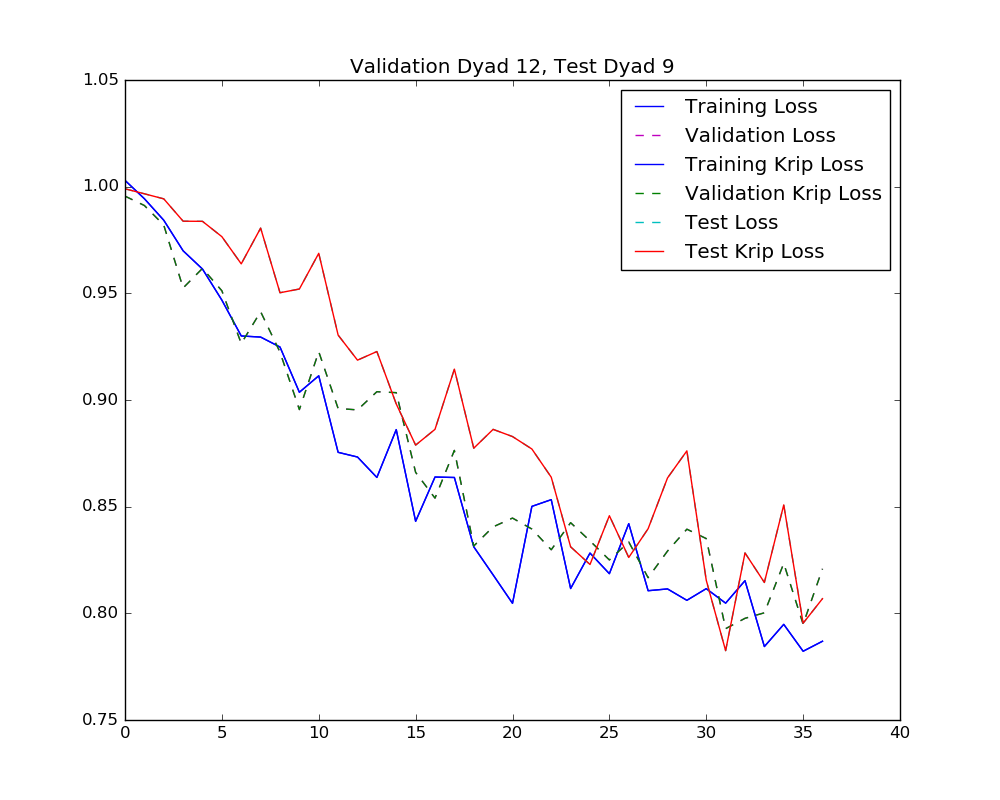 Validation Dyad 12, Test Dyad 9
1.05
1.00
0.95
0.90
0.85
0.80
0.75
0 5 10 15 20 25 30 35 40
Training Loss
Validation Loss
Training Krip Loss
Validation Krip Loss
Test Loss
Test Krip Loss